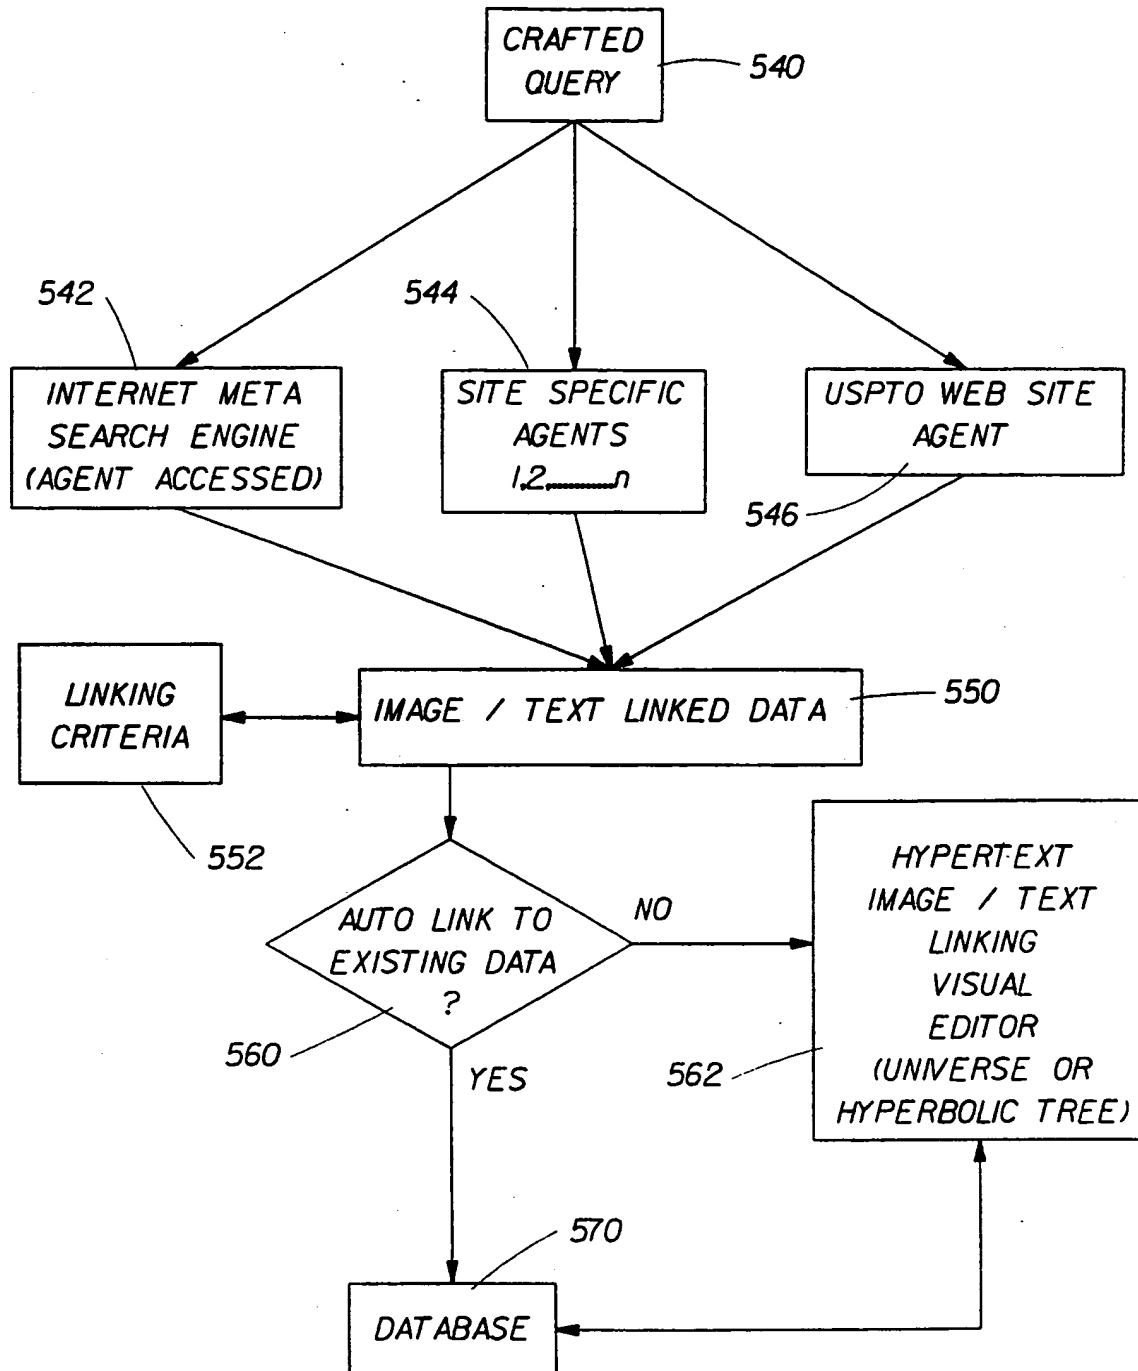 CRAFTED
QUERY
540
542
544
INTERNET META
SEARCH ENGINE
(AGENT ACCESSED)
SITE SPECIFIC
AGENTS
1,2,..............n
USPTO WEB SITE
AGENT
546
LINKING
CRITERIA
IMAGE / TEXT LINKED DATA
550
552
AUTO LINK TO
EXISTING DATA
?
NO
560
YES
HYPERTEXT
IMAGE / TEXT
LINKING
VISUAL
EDITOR
(UNIVERSE OR
HYPERBOLIC TREE)
562
570
DATABASE